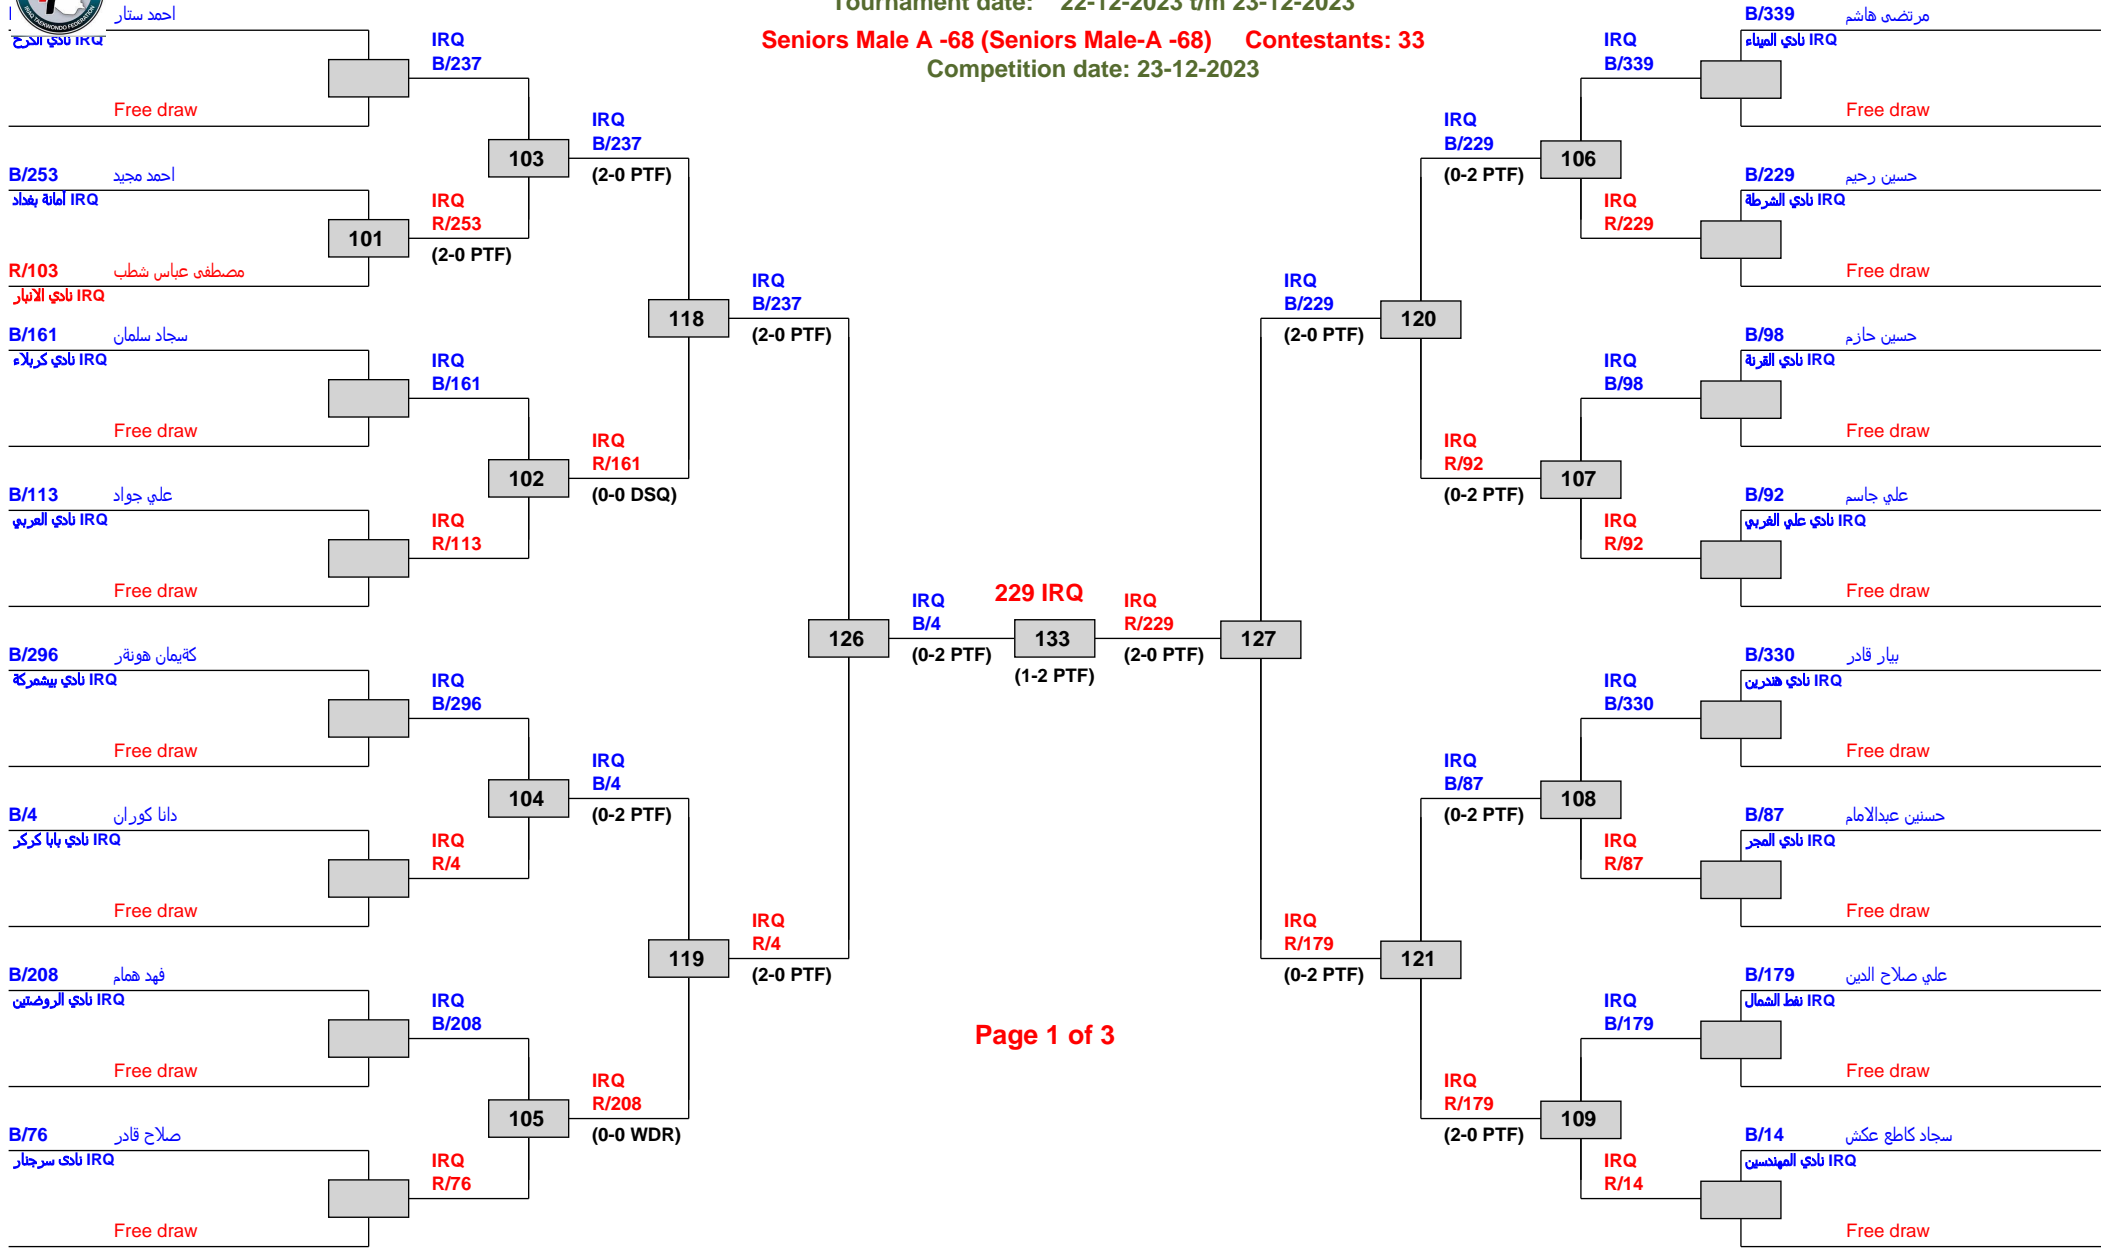 IRAQ TAEKWONDO FEDERATION
Tournament date: 22-12-2023 t/m 23-12-2023
Seniors Male A -68 (Seniors Male-A -68) Contestants: 33
Competition date: 23-12-2023
احمد ستار
IRQ نادي الكرخ
Free draw
B/253 احمد مجيد
IRQ أمانة بغداد
101
R/103 مصطفى عباس شطب
IRQ نادي الانبار
B/161 سجاد سلمان
IRQ نادي كربلاء
Free draw
B/113 علي جواد
IRQ نادي العربي
Free draw
B/296 كةيمان هونةر
IRQ نادي بيشمركة
Free draw
B/4 دانا كوران
IRQ نادي بابا كركر
Free draw
B/208 فهد همام
IRQ نادي الروضتين
Free draw
B/76 صلاح قادر
IRQ نادى سرجنار
Free draw
IRQ
B/237
103
IRQ
R/253
(2-0 PTF)
IRQ
B/161
102
IRQ
R/113
IRQ
B/296
104
IRQ
R/4
IRQ
B/208
105
IRQ
R/76
IRQ
B/237
(2-0 PTF)
118
IRQ
R/161
(0-0 DSQ)
IRQ
B/4
(0-2 PTF)
119
IRQ
R/208
(0-0 WDR)
IRQ
B/237
(2-0 PTF)
126
IRQ
R/4
(2-0 PTF)
IRQ
B/4
(0-2 PTF)
229 IRQ
133
(1-2 PTF)
IRQ
R/229
(2-0 PTF)
127
Page 1 of 3
IRQ
B/229
(2-0 PTF)
120
IRQ
R/179
(0-2 PTF)
121
IRQ
B/229
(0-2 PTF)
106
IRQ
R/92
(0-2 PTF)
107
IRQ
B/87
(0-2 PTF)
108
IRQ
R/179
(2-0 PTF)
109
IRQ
B/339
IRQ
R/229
IRQ
B/98
IRQ
R/92
IRQ
B/330
IRQ
R/87
IRQ
B/179
IRQ
R/14
B/339 مرتضى هاشم
IRQ نادي الميناء
Free draw
B/229 حسين رحيم
IRQ نادي الشرطة
Free draw
B/98 حسين حازم
IRQ نادي القرنة
Free draw
B/92 علي جاسم
IRQ نادي علي الغربي
Free draw
B/330 بيار قادر
IRQ نادي هندرين
Free draw
B/87 حسنين عبدالامام
IRQ نادي المجر
Free draw
B/179 علي صلاح الدين
IRQ نفط الشمال
Free draw
B/14 سجاد كاطع عكش
IRQ نادي المهندسين
Free draw